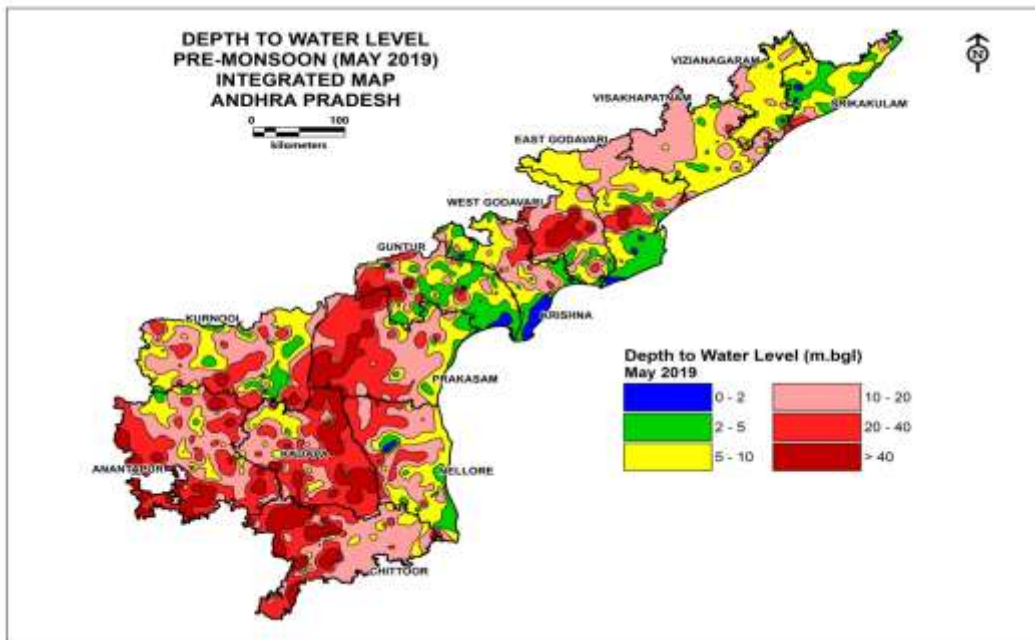 DEPTH TO WATER LEVEL
PRE-MONSOON (MAY 2019)
INTEGRATED MAP
ANDHRA PRADESH
0 100
kilometers
N
VIZIANAGARAM
VISAKHAPATNAM
SRIKAKULAM
EAST GODAVARI
WEST GODAVARI
GUNTUR
KRISHNA
KURNOOL
PRAKASAM
KADAPA
ANANTAPUR
NELLORE
CHITTOOR
Depth to Water Level (m.bgl)
May 2019
0 - 2
2 - 5
5 - 10
10 - 20
20 - 40
> 40